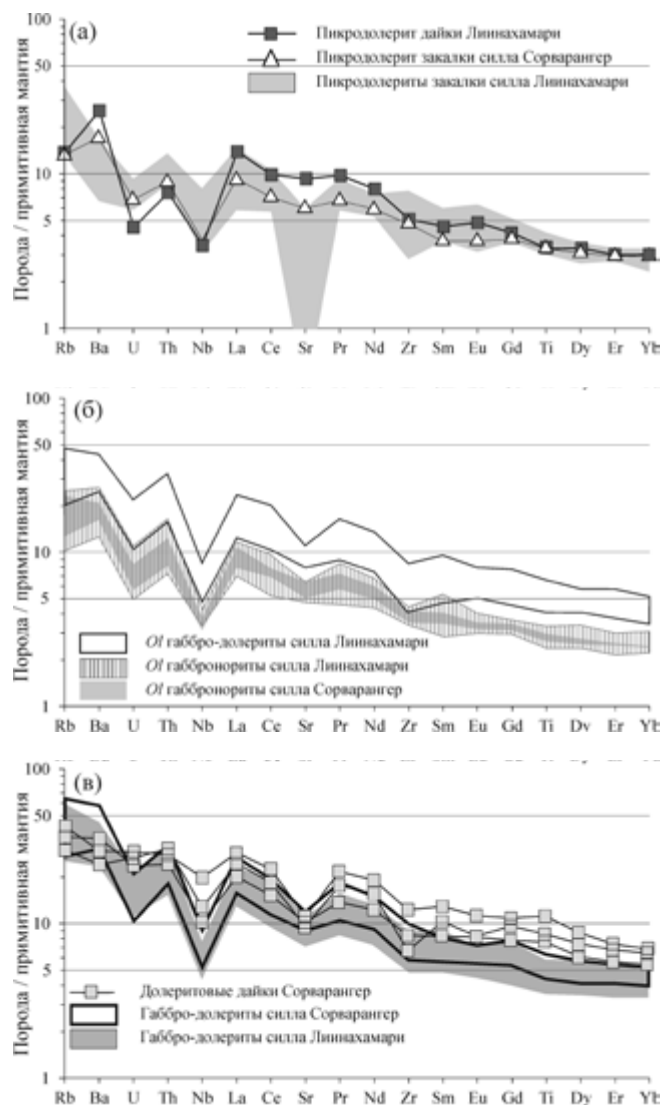 (а)
Пикродолерит дайки Лиинахамари
Пикродолерит закалки силла Сорварангер
Пикродолериты закалки силла Лиинахамари
Порода / примитивная мантия
100
50
10
5
1
Rb Ba U Th Nb La Ce Sr Pr Nd Zr Sm Eu Gd Ti Dy Er Yb
(б)
Порода / примитивная мантия
100
50
10
5
1
Ol габбро-долериты силла Лиинахамари
Ol габбронориты силла Лиинахамари
Ol габбронориты силла Сорварангер
Rb Ba U Th Nb La Ce Sr Pr Nd Zr Sm Eu Gd Ti Dy Er Yb
(в)
Порода / примитивная мантия
100
50
10
5
1
Долеритовые дайки Сорварангер
Габбро-долериты силла Сорварангер
Габбро-долериты силла Лиинахамари
Rb Ba U Th Nb La Ce Sr Pr Nd Zr Sm Eu Gd Ti Dy Er Yb